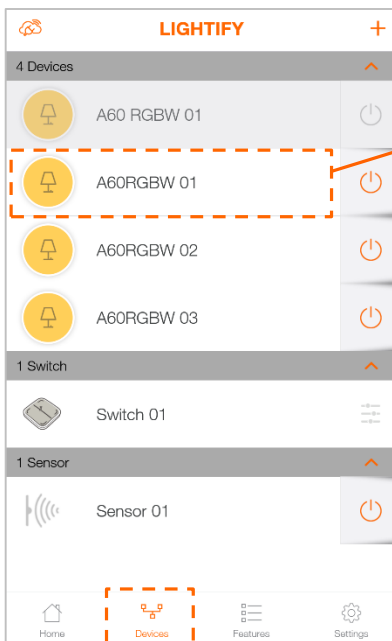 LIGHTIFY
4 Devices
A60 RGBW 01
A60RGBW 01
A60RGBW 02
A60RGBW 03
1 Switch
Switch 01
1 Sensor
Sensor 01
Home Devices Features Settings